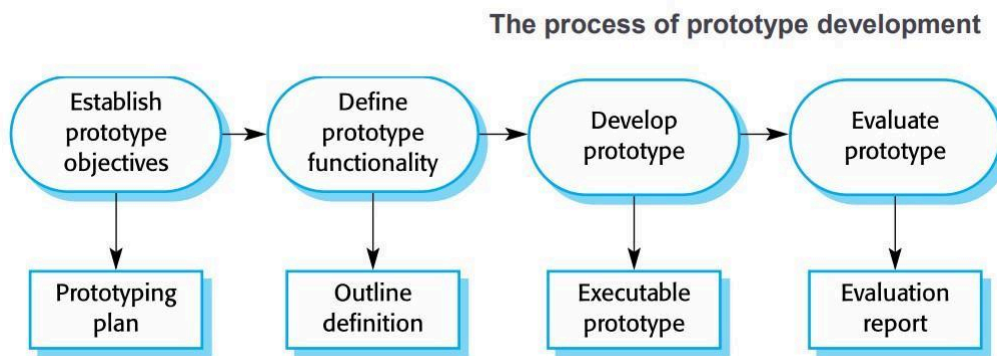 The process of prototype development
Establish
prototype
objectives
Define
prototype
functionality
Develop
prototype
Evaluate
prototype
Prototyping
plan
Outline
definition
Executable
prototype
Evaluation
report